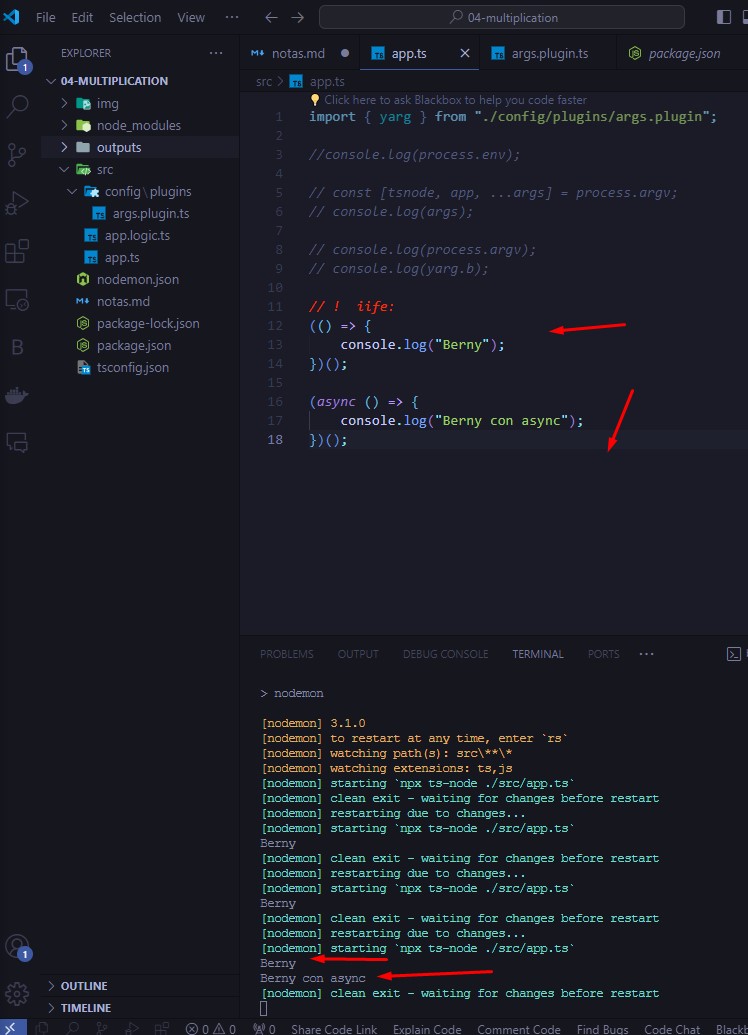 File Edit Selection View ··· 04-multiplication
EXPLORER ···
04-MULTIPLICATION
img
node_modules
outputs
src
config\plugins
args.plugin.ts
app.logic.ts
app.ts
nodemon.json
notas.md
package-lock.json
package.json
tsconfig.json
OUTLINE
TIMELINE
notas.md app.ts args.plugin.ts package.json
src > app.ts
Click here to ask Blackbox to help you code faster
1 import { yarg } from "./config/plugins/args.plugin";
2
3 //console.log(process.env);
4
5 // const [tsnode, app, ...args] = process.argv;
6 // console.log(args);
7
8 // console.log(process.argv);
9 // console.log(yarg.b);
10
11 // ! iife:
12 (() => {
13 console.log("Berny");
14 })();
15
16 (async () => {
17 console.log("Berny con async");
18 })();
PROBLEMS OUTPUT DEBUG CONSOLE TERMINAL PORTS ···
> nodemon
[nodemon] 3.1.0
[nodemon] to restart at any time, enter `rs`
[nodemon] watching path(s): src\**\*
[nodemon] watching extensions: ts,js
[nodemon] starting `npx ts-node ./src/app.ts`
[nodemon] clean exit - waiting for changes before restart
[nodemon] restarting due to changes...
[nodemon] starting `npx ts-node ./src/app.ts`
Berny
[nodemon] clean exit - waiting for changes before restart
[nodemon] restarting due to changes...
[nodemon] starting `npx ts-node ./src/app.ts`
Berny
[nodemon] clean exit - waiting for changes before restart
[nodemon] restarting due to changes...
[nodemon] starting `npx ts-node ./src/app.ts`
Berny
Berny con async
[nodemon] clean exit - waiting for changes before restart
0 0 0 Share Code Link Explain Code Comment Code Find Bugs Code Chat Blackb